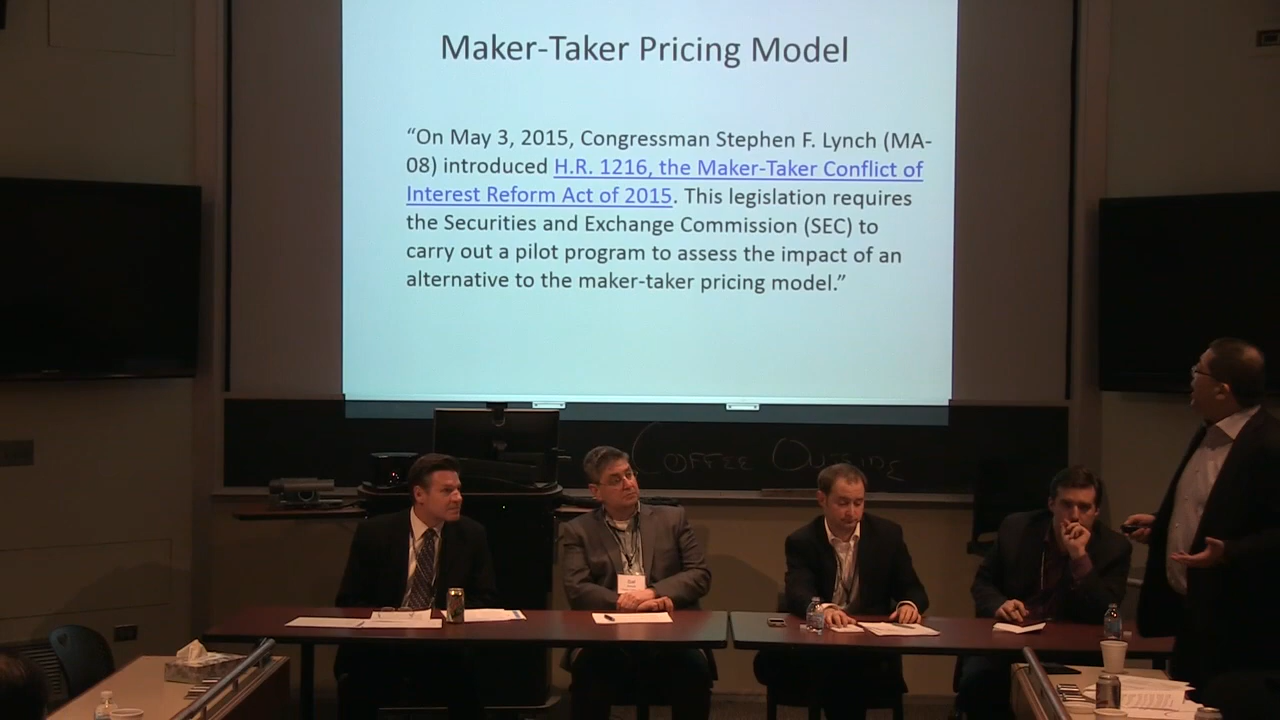 Maker-Taker Pricing Model
“On May 3, 2015, Congressman Stephen F. Lynch (MA-
08) introduced H.R. 1216, the Maker-Taker Conflict of
Interest Reform Act of 2015. This legislation requires
the Securities and Exchange Commission (SEC) to
carry out a pilot program to assess the impact of an
alternative to the maker-taker pricing model.”
COFFEE OUTSIDE